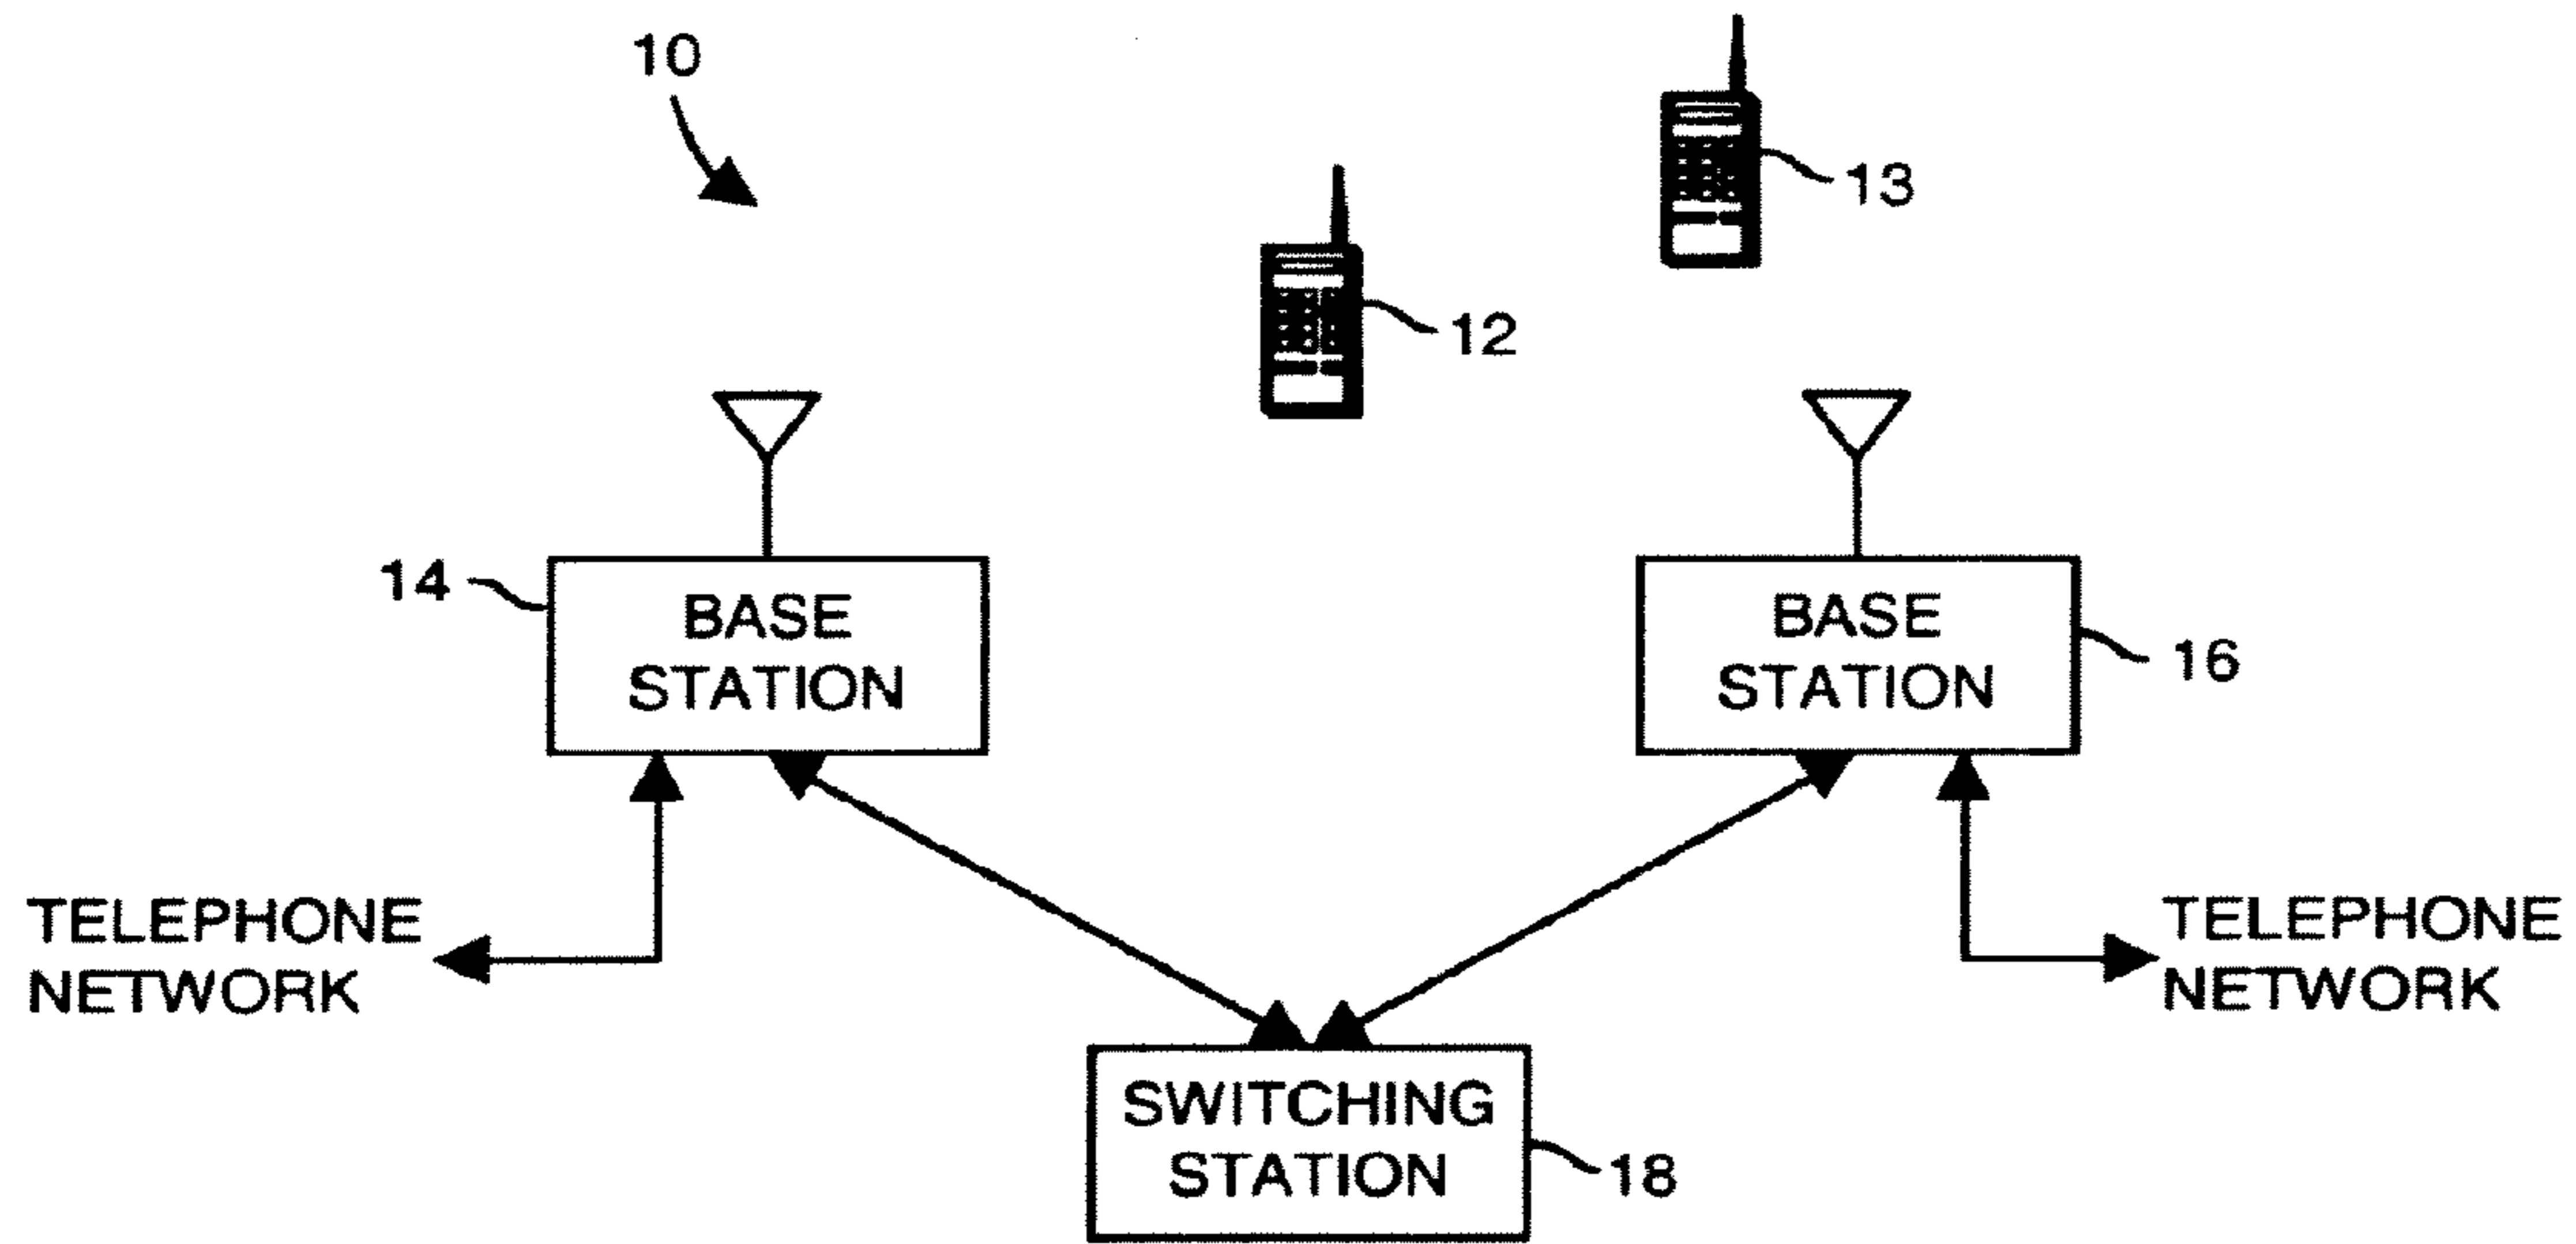 10
13
12
14
BASE
STATION
BASE
STATION
16
TELEPHONE
NETWORK
TELEPHONE
NETWORK
SWITCHING
STATION
18